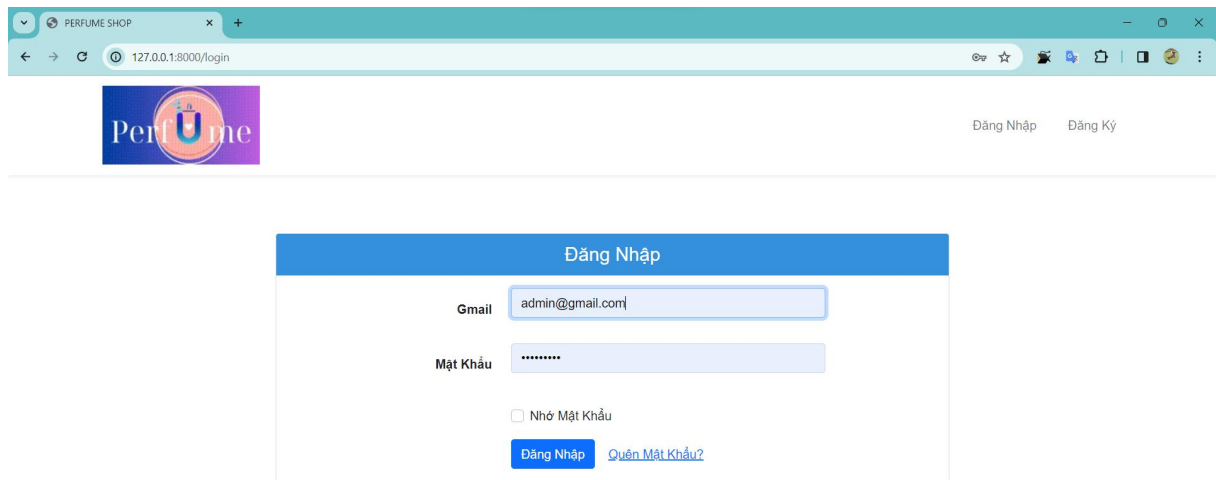 PERFUME SHOP
127.0.0.1:8000/login
Perfume
Đăng Nhập Đăng Ký
Đăng Nhập
Gmail admin@gmail.com
Mật Khẩu •••••••••
Nhớ Mật Khẩu
Đăng Nhập Quên Mật Khẩu?